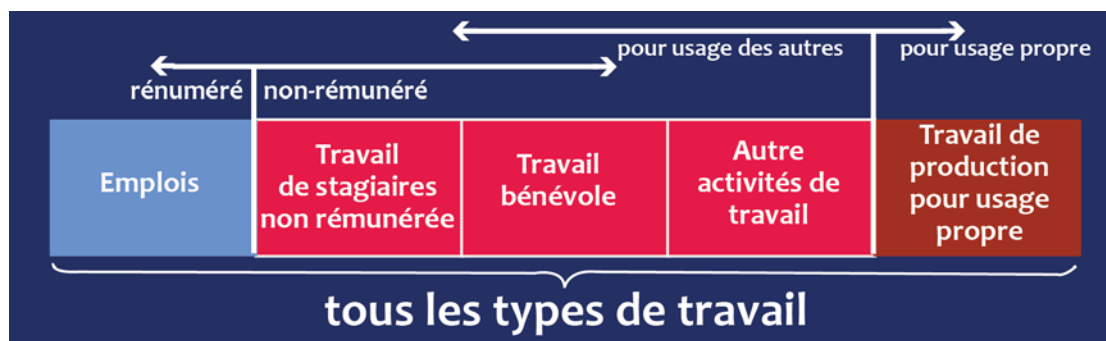 pour usage des autres
pour usage propre
rénuméré
non-rémunéré
Emplois
Travail
de stagiaires
non rémunérée
Travail
bénévole
Autre
activités de
travail
Travail de
production
pour usage
propre
tous les types de travail